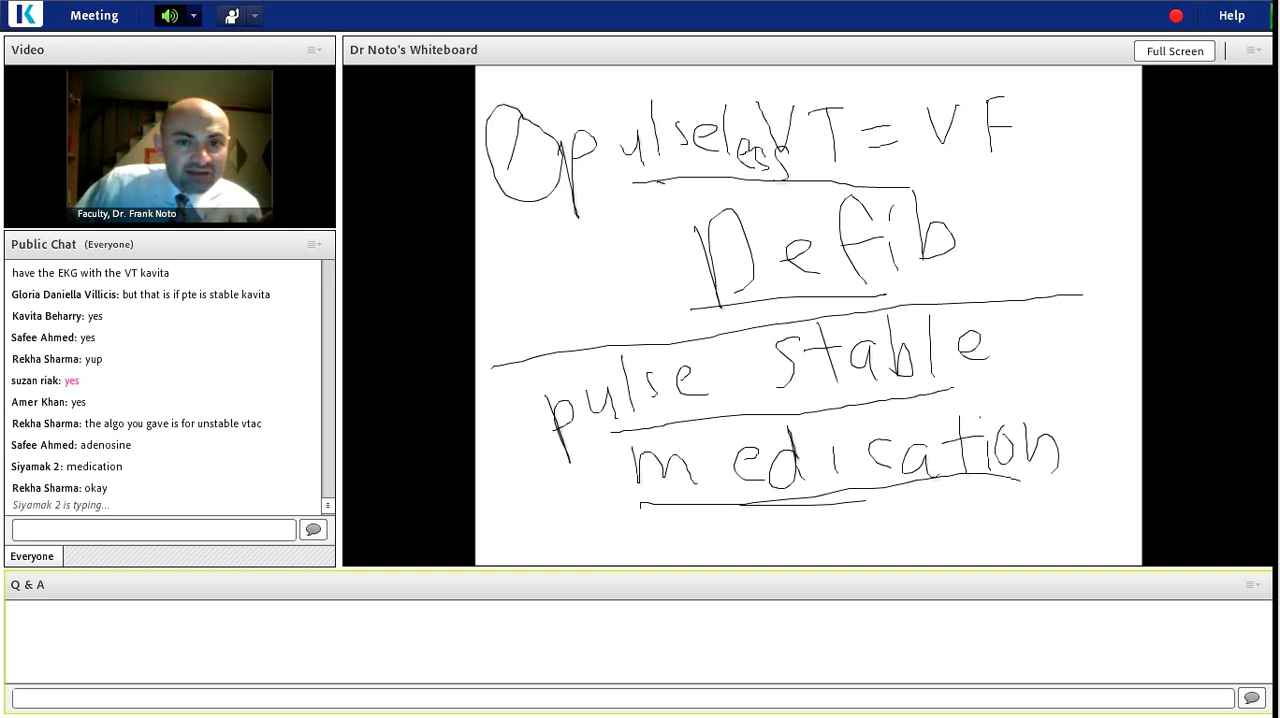 K
Meeting
Help
Video
Faculty, Dr. Frank Noto
Public Chat (Everyone)
have the EKG with the VT kavita
Gloria Daniella Villicis: but that is if pte is stable kavita
Kavita Beharry: yes
Safee Ahmed: yes
Rekha Sharma: yup
suzan riak: yes
Amer Khan: yes
Rekha Sharma: the algo you gave is for unstable vtac
Safee Ahmed: adenosine
Siyamak 2: medication
Rekha Sharma: okay
Siyamak 2 is typing...
Everyone
Dr Noto's Whiteboard
Full Screen
1 pulseless VT = VF
Defib
pulse stable
medication
Q & A